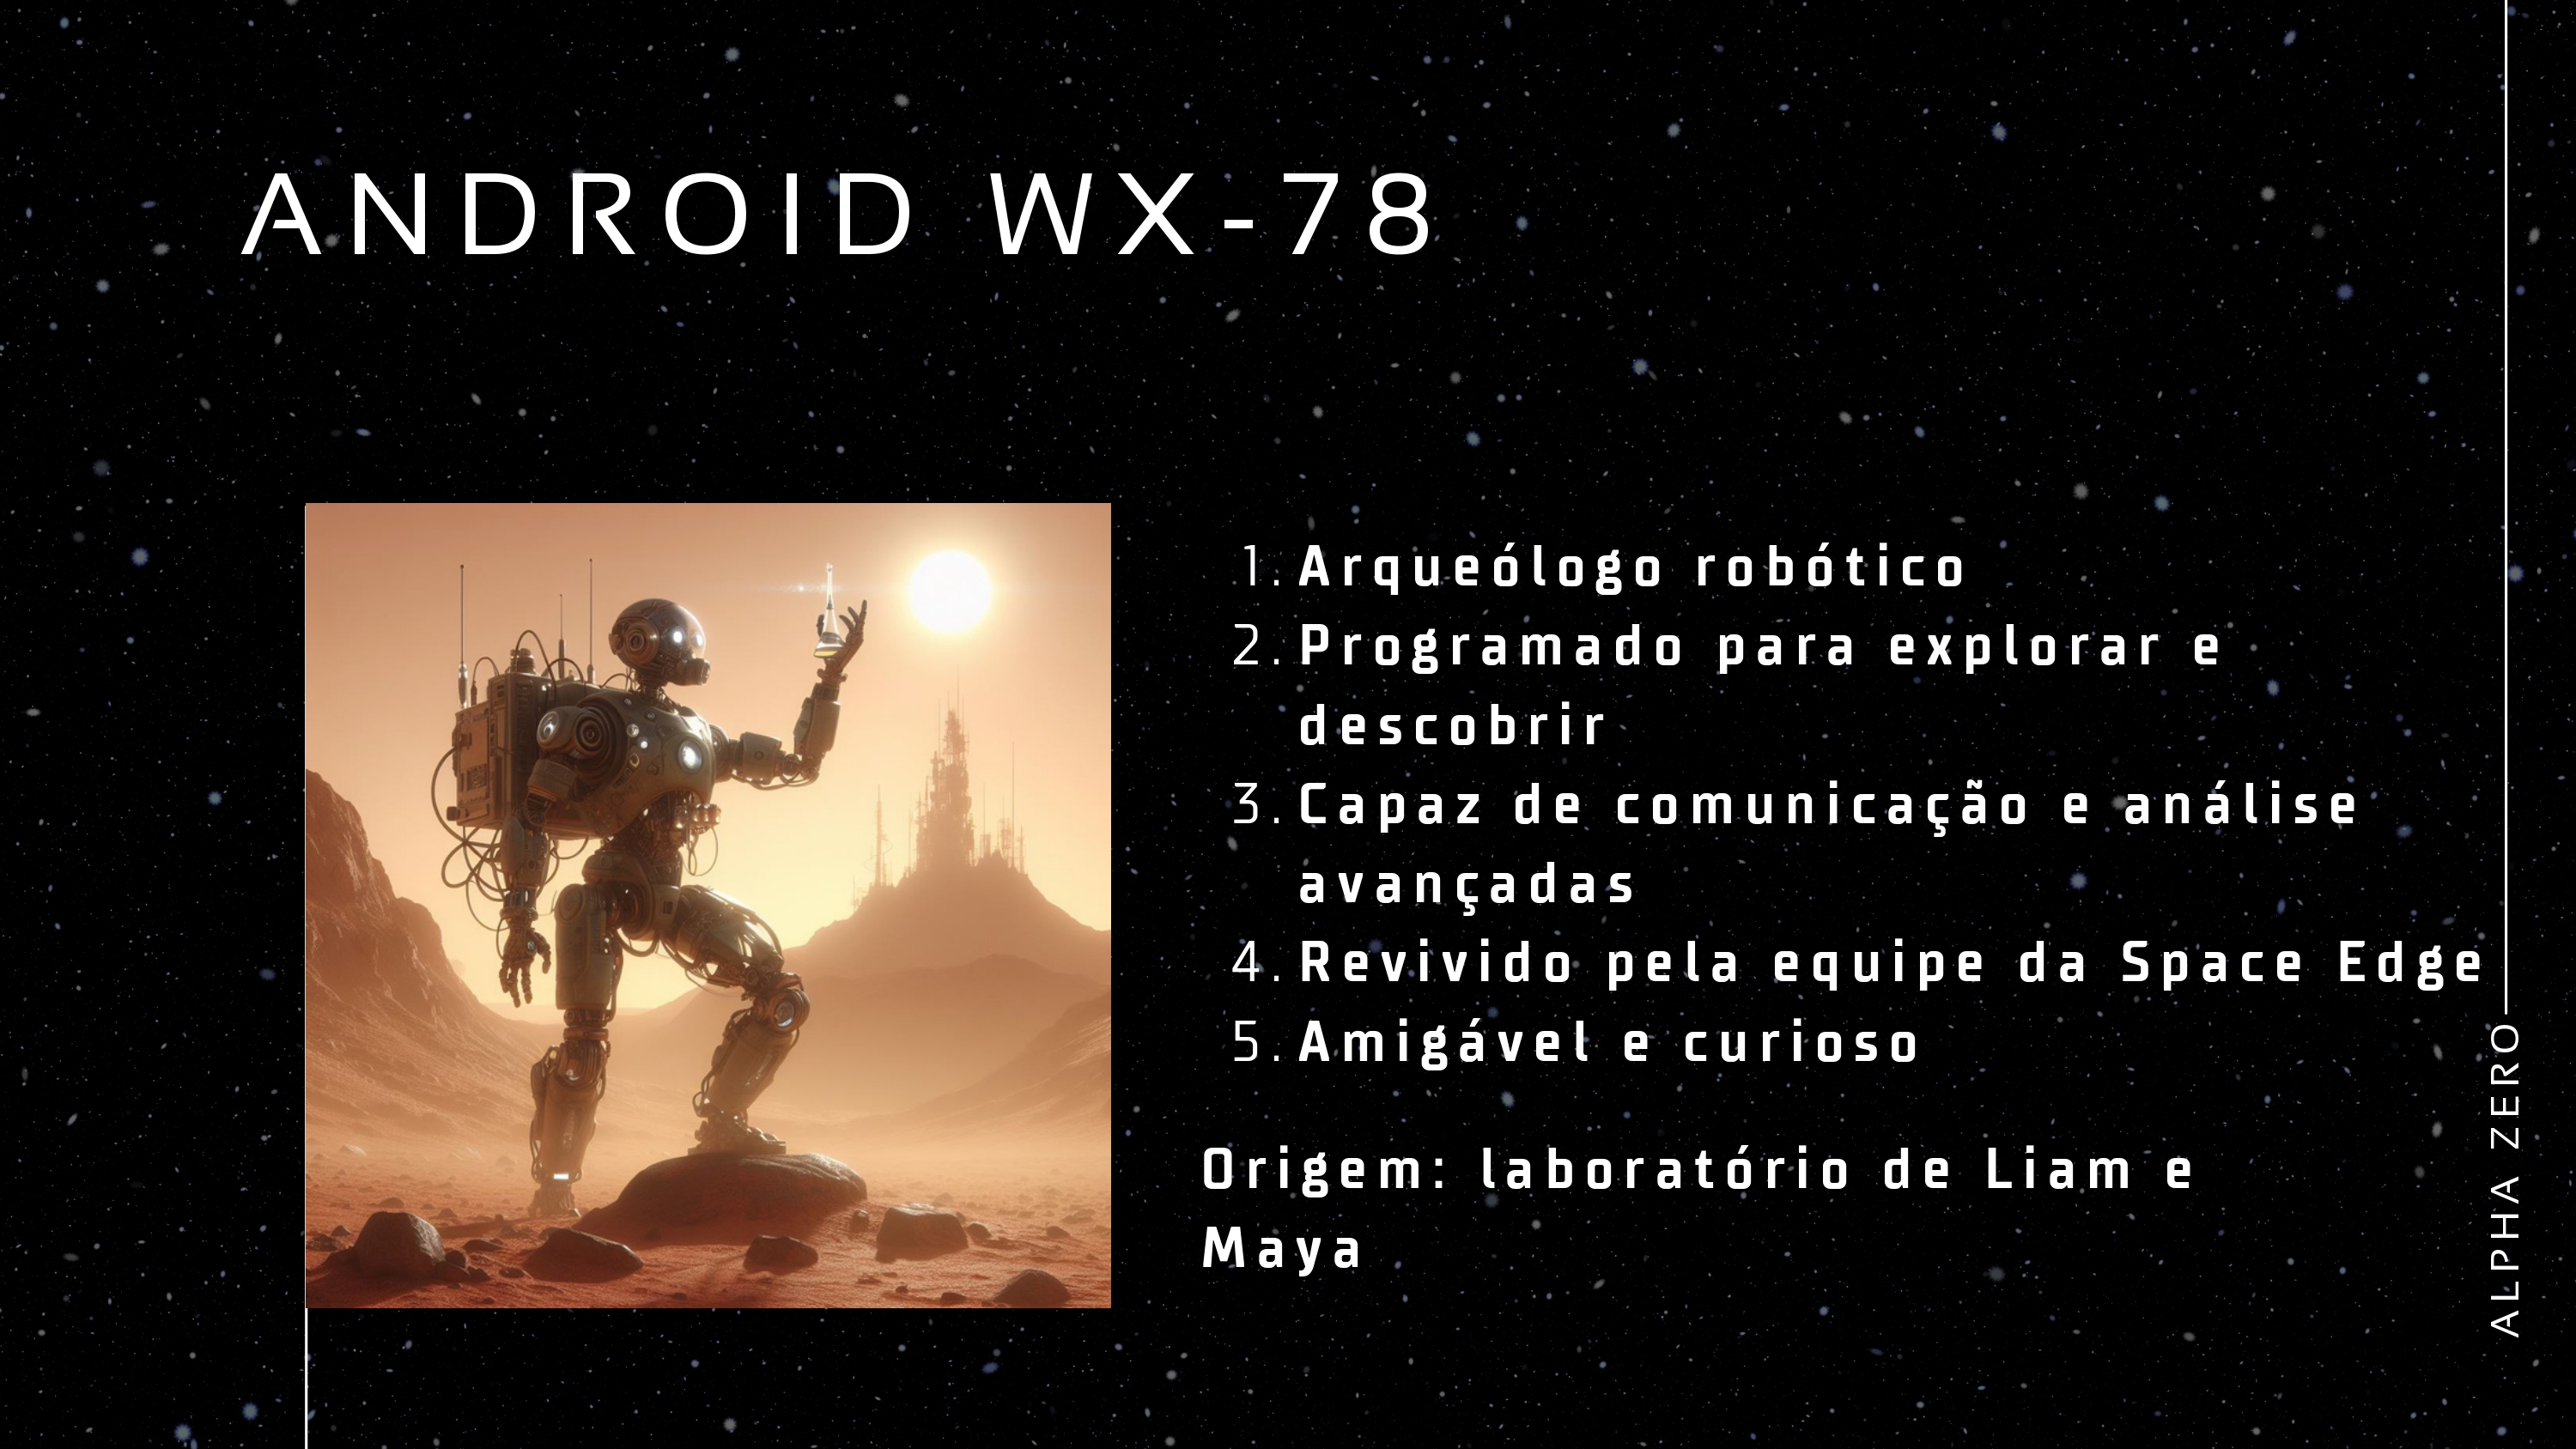 ANDROID WX-78
1. Arqueólogo robótico
2. Programado para explorar e
descobrir
3. Capaz de comunicação e análise
avançadas
4. Revivido pela equipe da Space Edge
5. Amigável e curioso
Origem: laboratório de Liam e
Maya
ALPHA ZERO